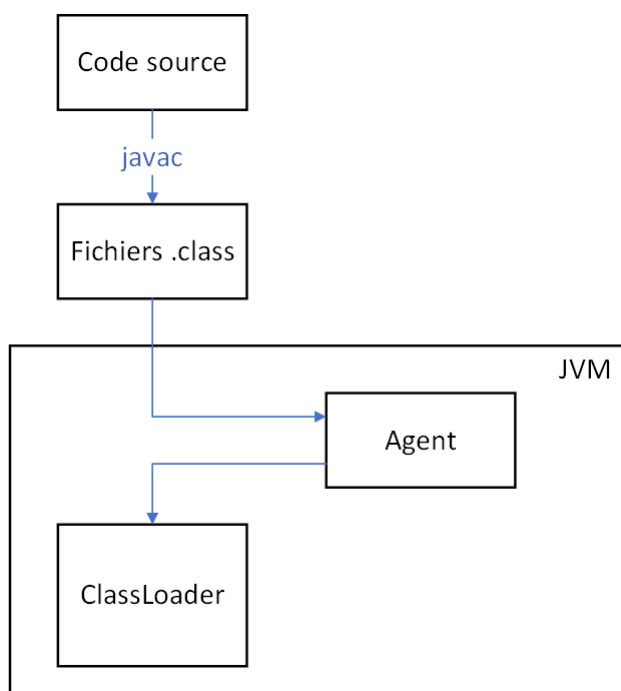 Code source
javac
Fichiers .class
JVM
Agent
ClassLoader